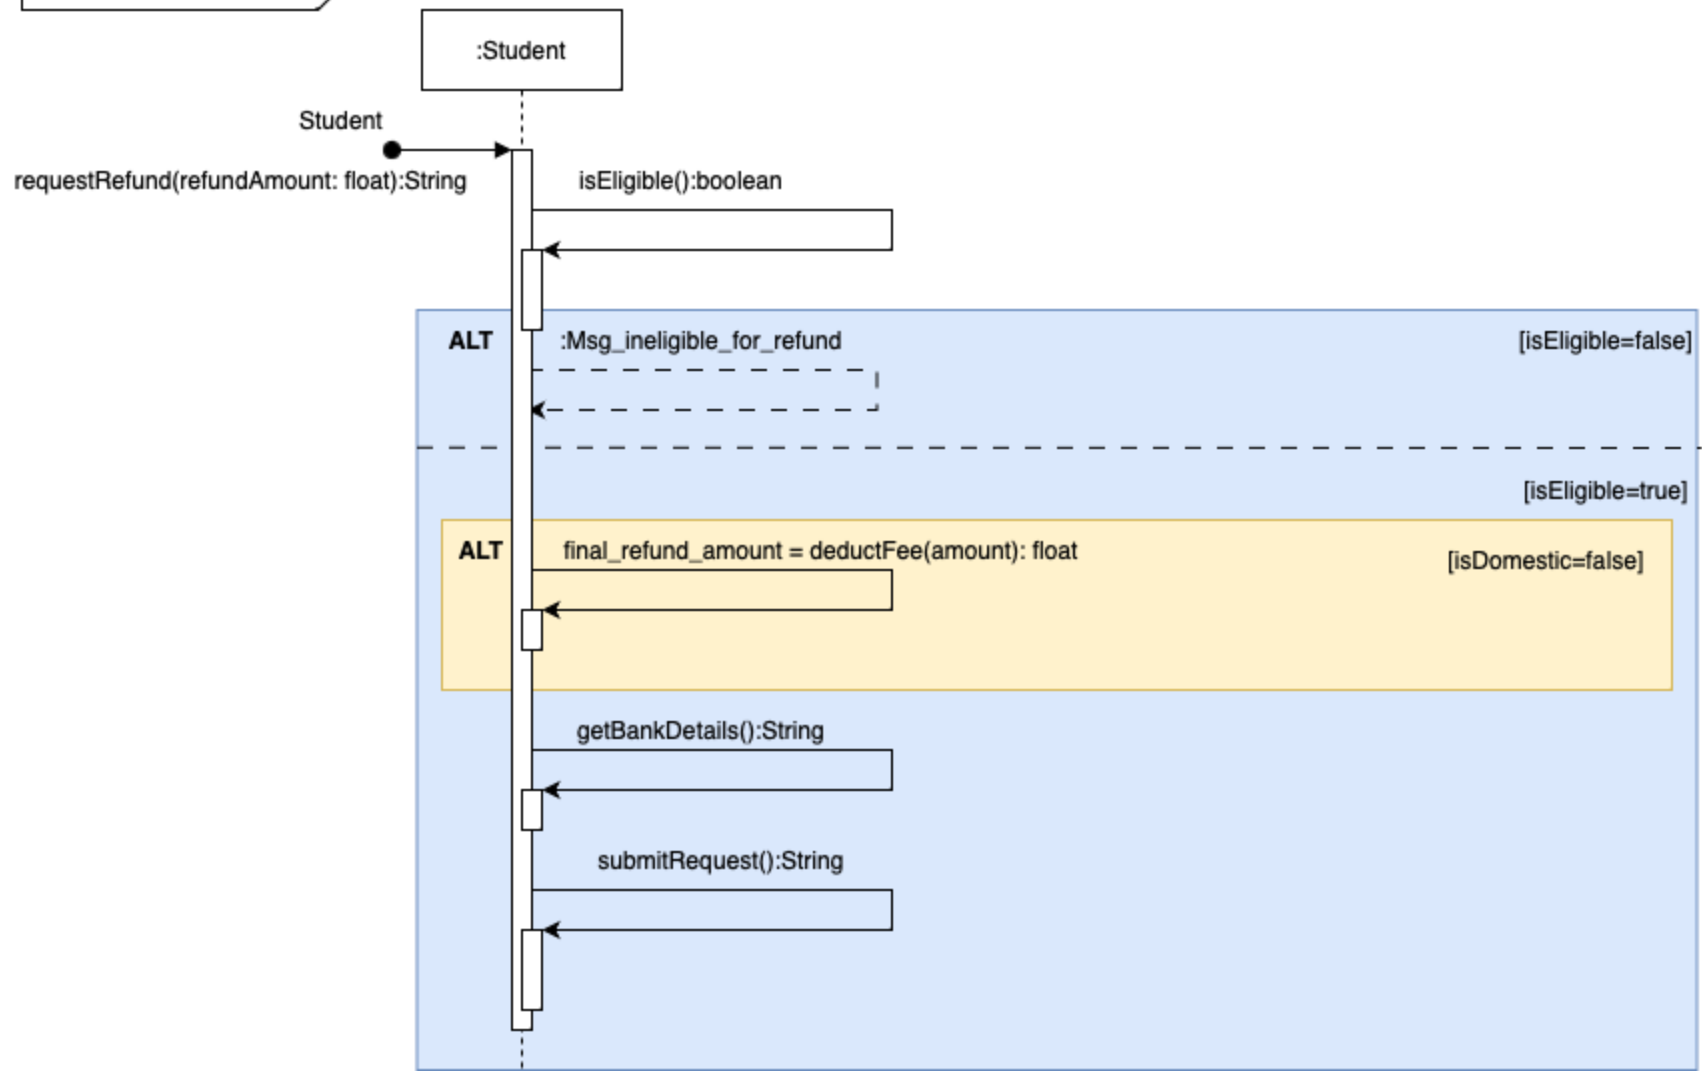 :Student
Student
requestRefund(refundAmount: float):String
isEligible():boolean
ALT
:Msg_ineligible_for_refund
[isEligible=false]
[isEligible=true]
ALT
final_refund_amount = deductFee(amount): float
[isDomestic=false]
getBankDetails():String
submitRequest():String